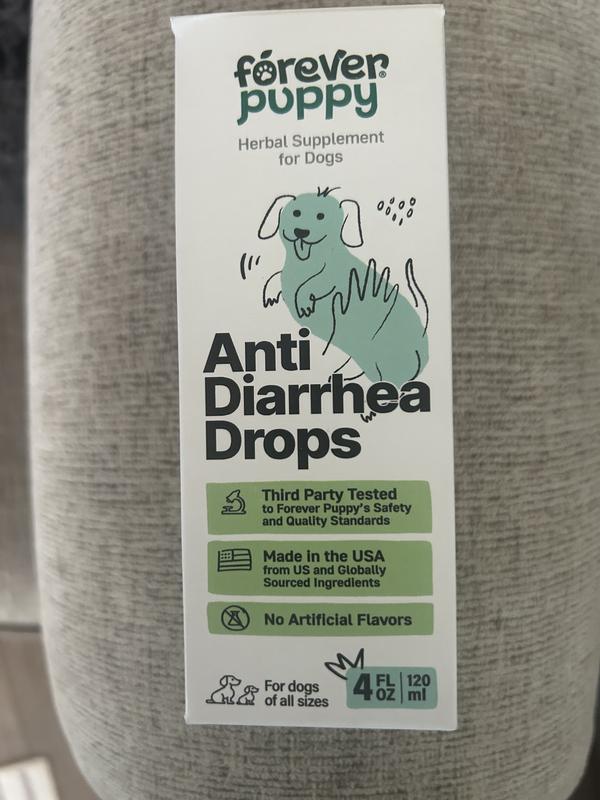 forever®
puppy
Herbal Supplement
for Dogs
Anti
Diarrhea
Drops
Third Party Tested
to Forever Puppy's Safety
and Quality Standards
Made in the USA
from US and Globally
Sourced Ingredients
No Artificial Flavors
For dogs
of all sizes
4 FL OZ | 120 ml